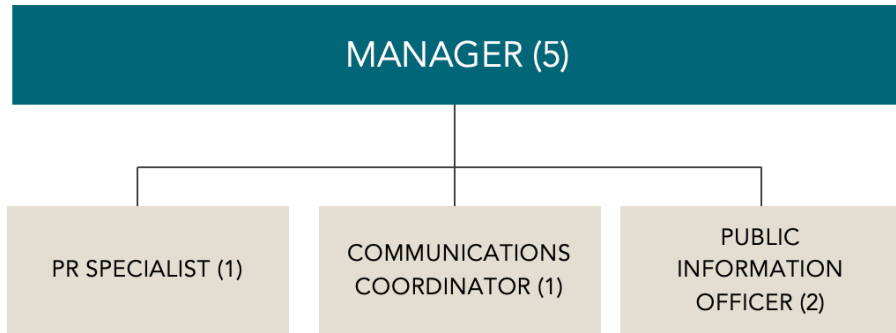 MANAGER (5)
PR SPECIALIST (1)
COMMUNICATIONS
COORDINATOR (1)
PUBLIC
INFORMATION
OFFICER (2)